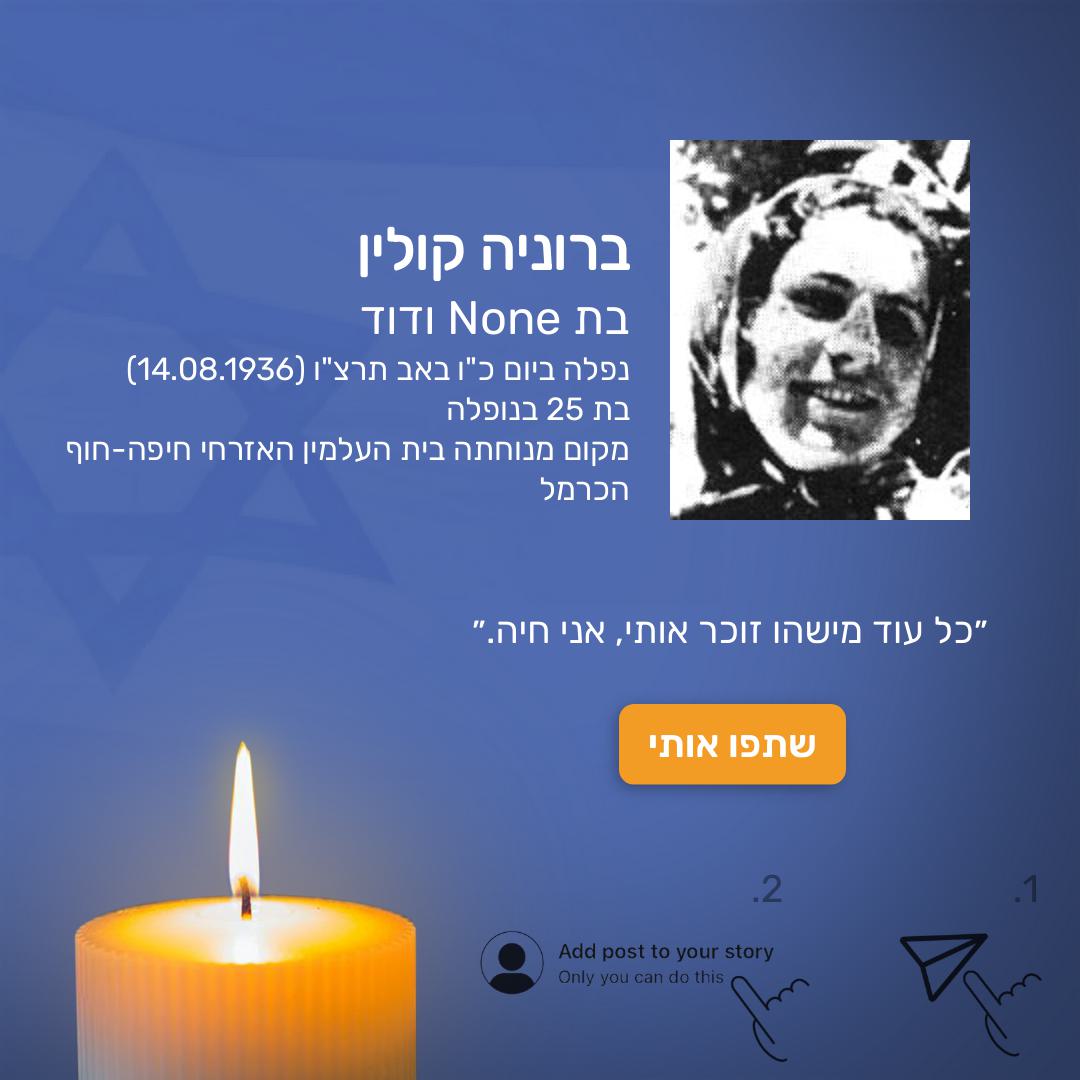 ברוניה קולין
בת None ודוד
נפלה ביום כ"ו באב תרצ"ו (14.08.1936)
בת 25 בנופלה
מקום מנוחתה בית העלמין האזרחי חיפה-חוף
הכרמל
״כל עוד מישהו זוכר אותי, אני חיה.״
שתפו אותי
.1
.2
Add post to your story
Only you can do this